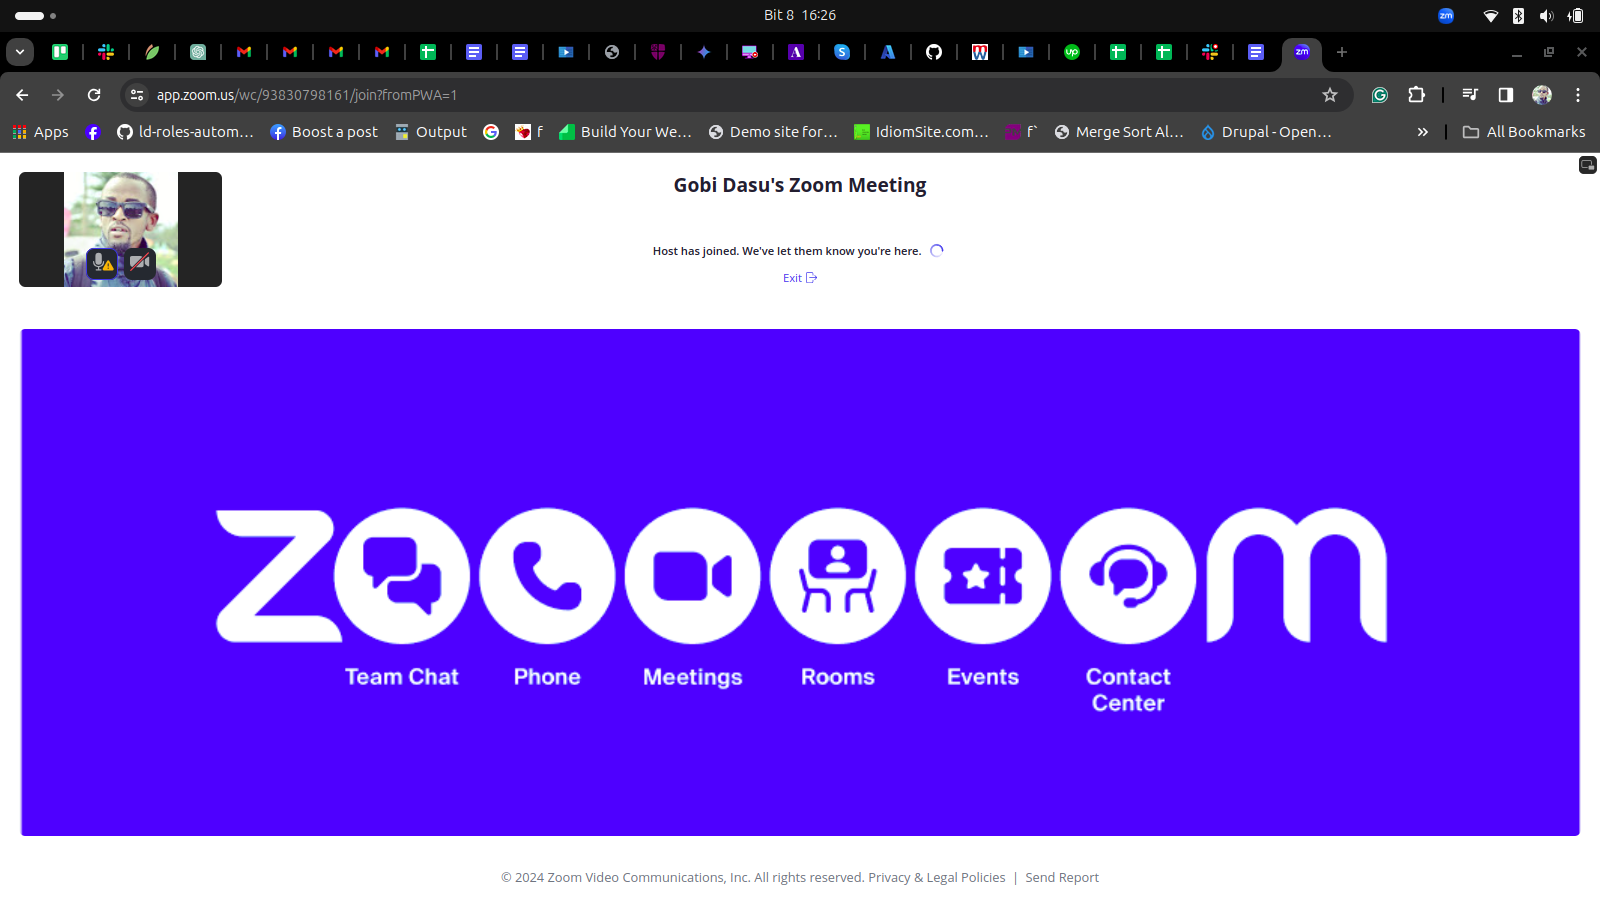 Bit 8 16:26
zm
zm
app.zoom.us/wc/93830798161/join?fromPWA=1
Apps
ld-roles-autom...
Boost a post
Output
f
Build Your We...
Demo site for...
IdiomSite.com...
f`
Merge Sort Al...
Drupal - Open...
»
All Bookmarks
Gobi Dasu's Zoom Meeting
Host has joined. We've let them know you're here.
Exit
zoooooom
Team Chat
Phone
Meetings
Rooms
Events
Contact
Center
© 2024 Zoom Video Communications, Inc. All rights reserved. Privacy & Legal Policies | Send Report